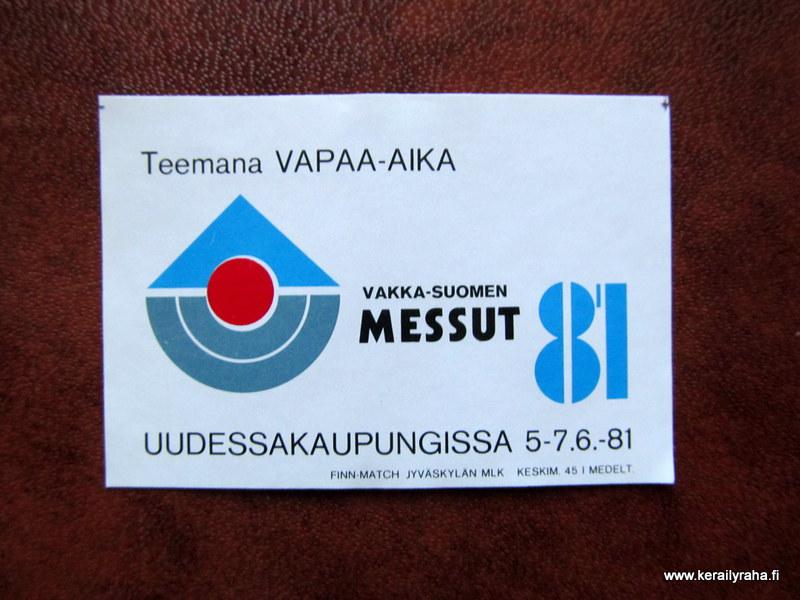 Teemana VAPAA-AIKA
VAKKA-SUOMEN
MESSUT
81
UUDESSAKAUPUNGISSA 5-7.6.-81
FINN-MATCH JYVÄSKYLÄN MLK KESKIM. 45 I MEDELT.
www.kerailyraha.fi